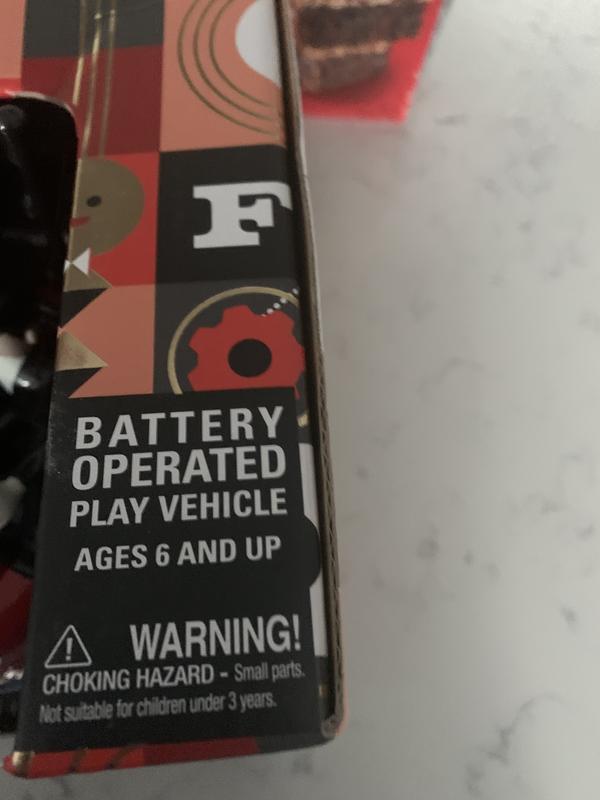 F
BATTERY
OPERATED
PLAY VEHICLE
AGES 6 AND UP
WARNING!
CHOKING HAZARD - Small parts.
Not suitable for children under 3 years.